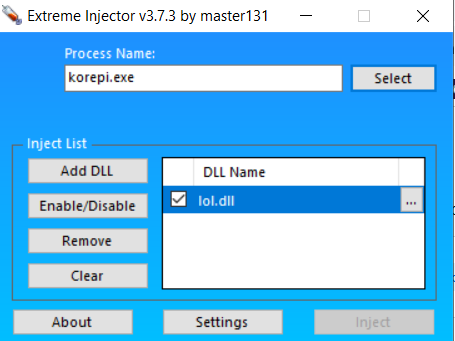 Extreme Injector v3.7.3 by master131
Process Name:
korepi.exe
Select
Inject List
Add DLL
DLL Name
Enable/Disable
lol.dll
...
Remove
Clear
About
Settings
Inject